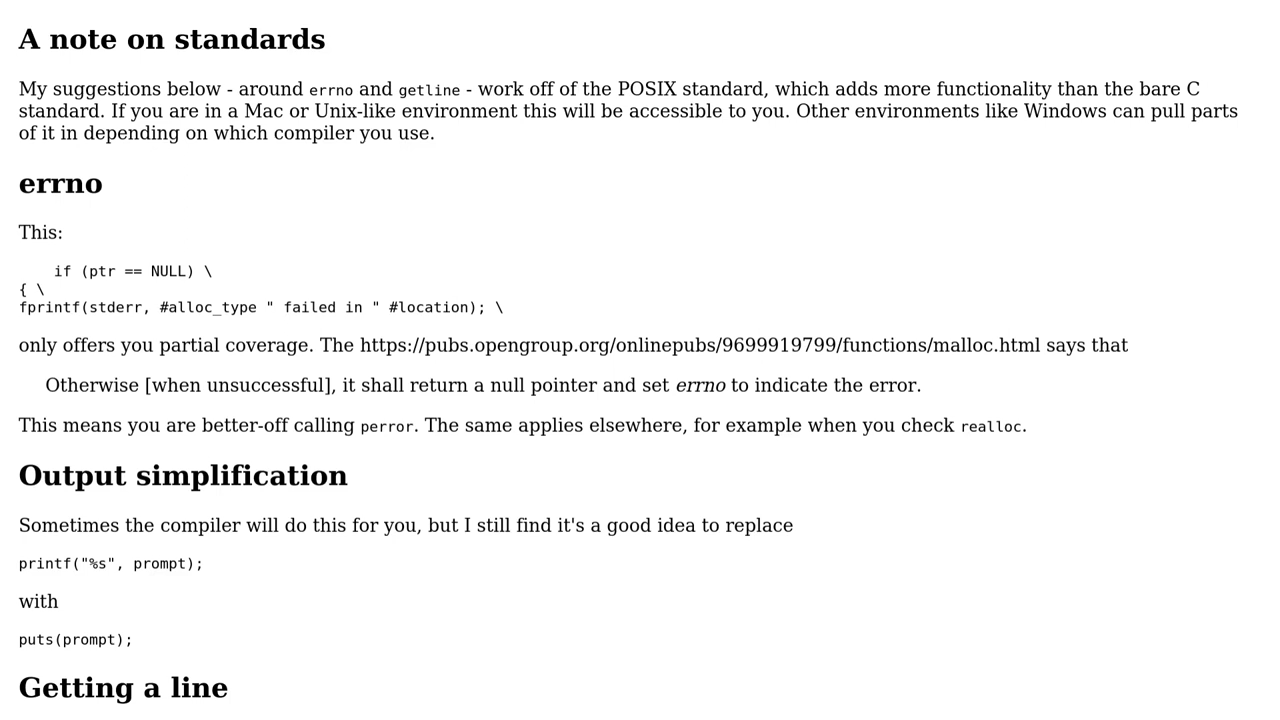 A note on standards
My suggestions below - around errno and getline - work off of the POSIX standard, which adds more functionality than the bare C
standard. If you are in a Mac or Unix-like environment this will be accessible to you. Other environments like Windows can pull parts
of it in depending on which compiler you use.
errno
This:
    if (ptr == NULL) \
{ \
fprintf(stderr, #alloc_type " failed in " #location); \
only offers you partial coverage. The https://pubs.opengroup.org/onlinepubs/9699919799/functions/malloc.html says that
Otherwise [when unsuccessful], it shall return a null pointer and set errno to indicate the error.
This means you are better-off calling perror. The same applies elsewhere, for example when you check realloc.
Output simplification
Sometimes the compiler will do this for you, but I still find it's a good idea to replace
printf("%s", prompt);
with
puts(prompt);
Getting a line